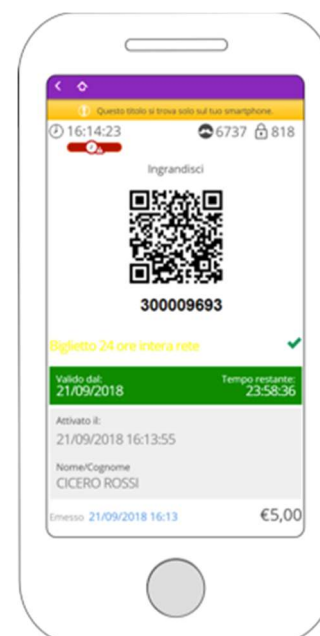 Questo titolo si trova solo sul tuo smartphone.
16:14:23 6737 818
Ingrandisci
300009693
Biglietto 24 ore intera rete
Valido dal: Tempo restante:
21/09/2018 23:58:36
Attivato il:
21/09/2018 16:13:55
Nome/Cognome
CICERO ROSSI
Emesso 21/09/2018 16:13 €5,00